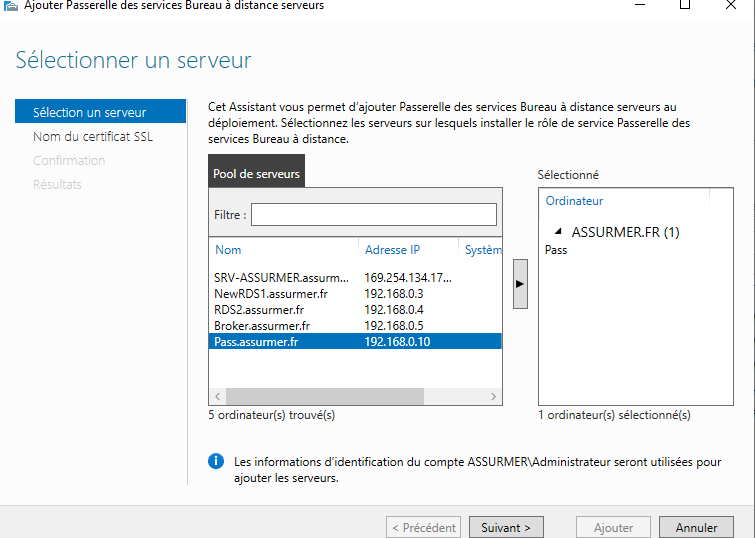 Ajouter Passerelle des services Bureau à distance serveurs
Sélectionner un serveur
Sélection un serveur
Nom du certificat SSL
Confirmation
Résultats
Cet Assistant vous permet d'ajouter Passerelle des services Bureau à distance serveurs au
déploiement. Sélectionnez les serveurs sur lesquels installer le rôle de service Passerelle des
services Bureau à distance.
Pool de serveurs
Filtre :
Nom Adresse IP Systèm
SRV-ASSURMER.assurm... 169.254.134.17...
NewRDS1.assurmer.fr 192.168.0.3
RDS2.assurmer.fr 192.168.0.4
Broker.assurmer.fr 192.168.0.5
Pass.assurmer.fr 192.168.0.10
5 ordinateur(s) trouvé(s)
Sélectionné
Ordinateur
ASSURMER.FR (1)
Pass
1 ordinateur(s) sélectionné(s)
Les informations d'identification du compte ASSURMER\Administrateur seront utilisées pour
ajouter les serveurs.
< Précédent Suivant > Ajouter Annuler